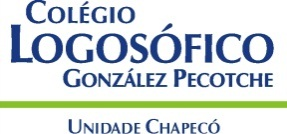 COLÉGIO
LOGOSÓFICO
GONZÁLEZ PECOTCHE
UNIDADE CHAPECÓ